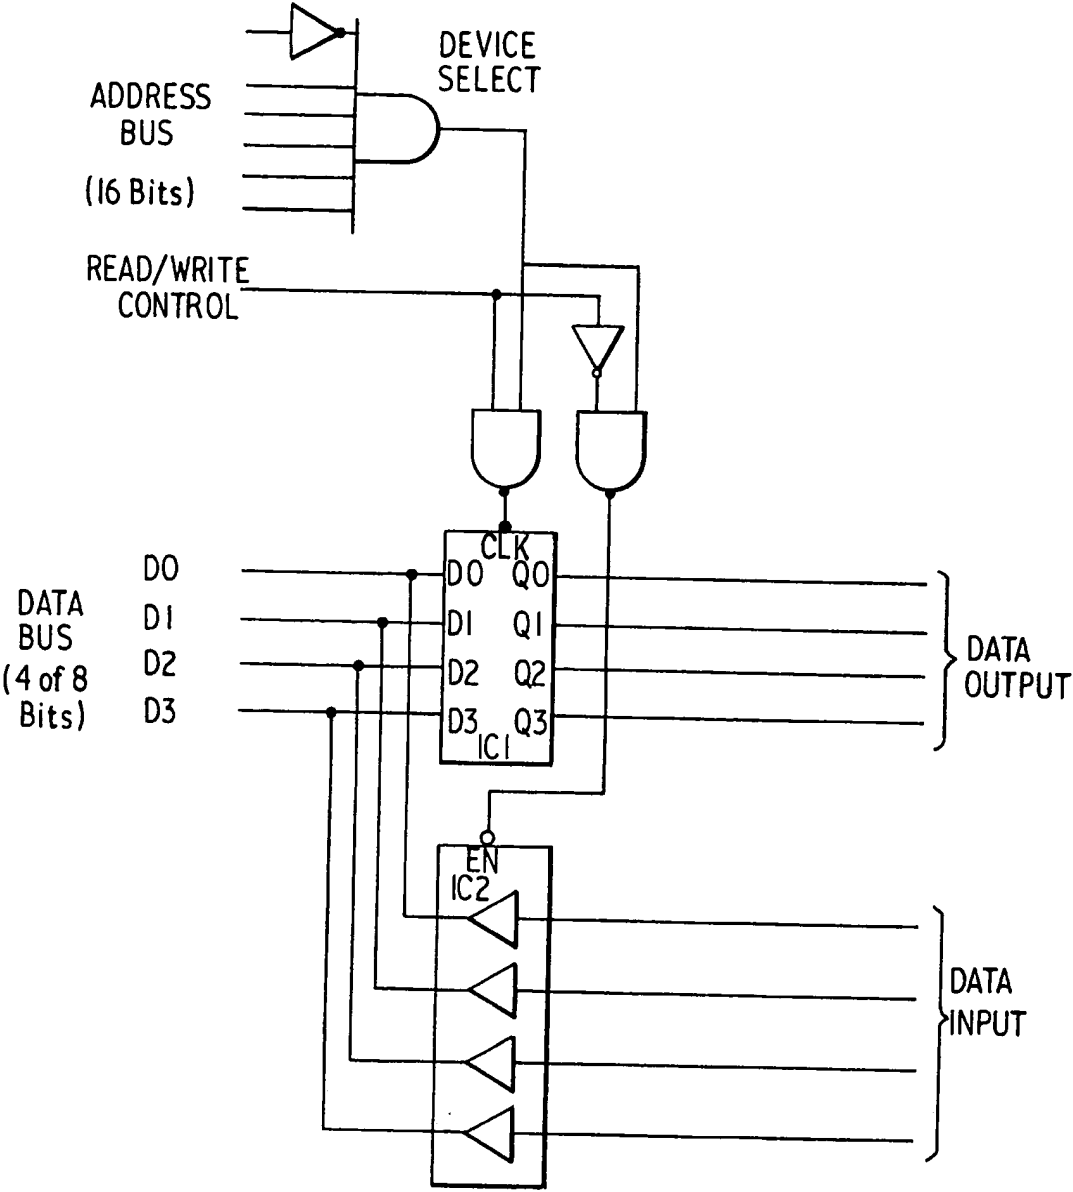 DEVICE
SELECT
ADDRESS
BUS
(16 Bits)
READ/WRITE
CONTROL
CLK
D0
D1
D2
D3
DATA
BUS
(4 of 8
Bits)
D0 Q0
D1 Q1
D2 Q2
D3 Q3
IC1
DATA
OUTPUT
EN
IC2
DATA
INPUT